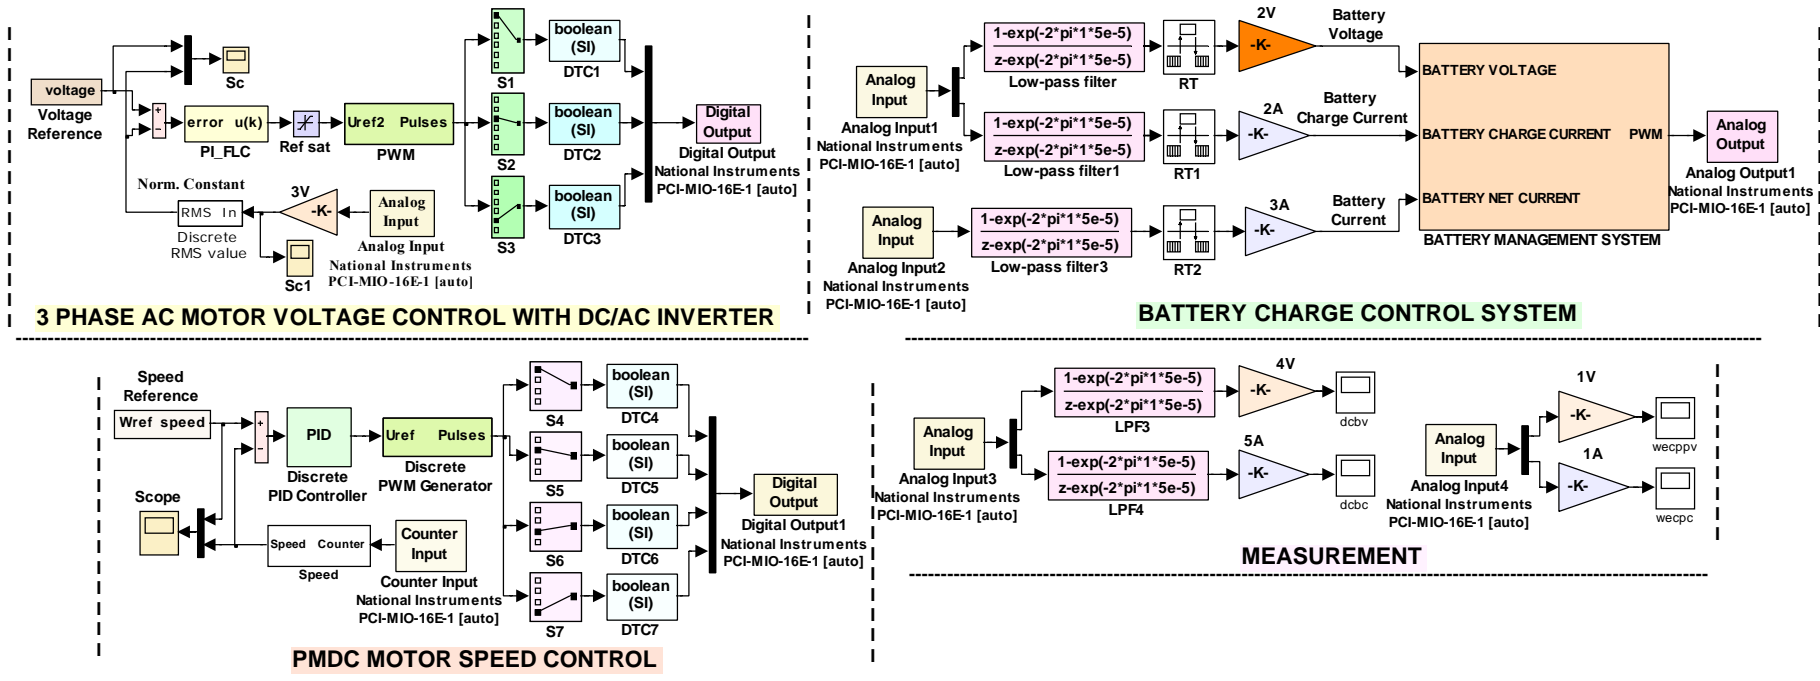 voltage
Voltage
Reference
Sc
+
−
error u(k)
PI_FLC
Ref sat
Uref2 Pulses
PWM
S1
S2
S3
boolean
(SI)
DTC1
boolean
(SI)
DTC2
boolean
(SI)
DTC3
Digital
Output
Digital Output
National Instruments
PCI-MIO-16E-1 [auto]
Norm. Constant
RMS In
Discrete
RMS value
3V
-K-
Sc1
Analog
Input
Analog Input
National Instruments
PCI-MIO-16E-1 [auto]
3 PHASE AC MOTOR VOLTAGE CONTROL WITH DC/AC INVERTER
Analog
Input
Analog Input1
National Instruments
PCI-MIO-16E-1 [auto]
1-exp(-2*pi*1*5e-5)
z-exp(-2*pi*1*5e-5)
Low-pass filter
RT
2V
-K-
Battery
Voltage
1-exp(-2*pi*1*5e-5)
z-exp(-2*pi*1*5e-5)
Low-pass filter1
RT1
2A
-K-
Battery
Charge Current
Analog
Input
Analog Input2
National Instruments
PCI-MIO-16E-1 [auto]
1-exp(-2*pi*1*5e-5)
z-exp(-2*pi*1*5e-5)
Low-pass filter3
RT2
3A
-K-
Battery
Current
BATTERY VOLTAGE
BATTERY CHARGE CURRENT PWM
BATTERY NET CURRENT
BATTERY MANAGEMENT SYSTEM
Analog
Output
Analog Output1
National Instruments
PCI-MIO-16E-1 [auto]
BATTERY CHARGE CONTROL SYSTEM
Speed
Reference
Wref speed
+
−
PID
Discrete
PID Controller
Uref Pulses
Discrete
PWM Generator
Scope
Speed Counter
Speed
Counter
Input
Counter Input
National Instruments
PCI-MIO-16E-1 [auto]
S4
S5
S6
S7
boolean
(SI)
DTC4
boolean
(SI)
DTC5
boolean
(SI)
DTC6
boolean
(SI)
DTC7
Digital
Output
Digital Output1
National Instruments
PCI-MIO-16E-1 [auto]
PMDC MOTOR SPEED CONTROL
Analog
Input
Analog Input3
National Instruments
PCI-MIO-16E-1 [auto]
1-exp(-2*pi*1*5e-5)
z-exp(-2*pi*1*5e-5)
LPF3
4V
-K-
dcbv
1-exp(-2*pi*1*5e-5)
z-exp(-2*pi*1*5e-5)
LPF4
5A
-K-
dcbc
Analog
Input
Analog Input4
National Instruments
PCI-MIO-16E-1 [auto]
1V
-K-
wecppv
1A
-K-
wecpc
MEASUREMENT